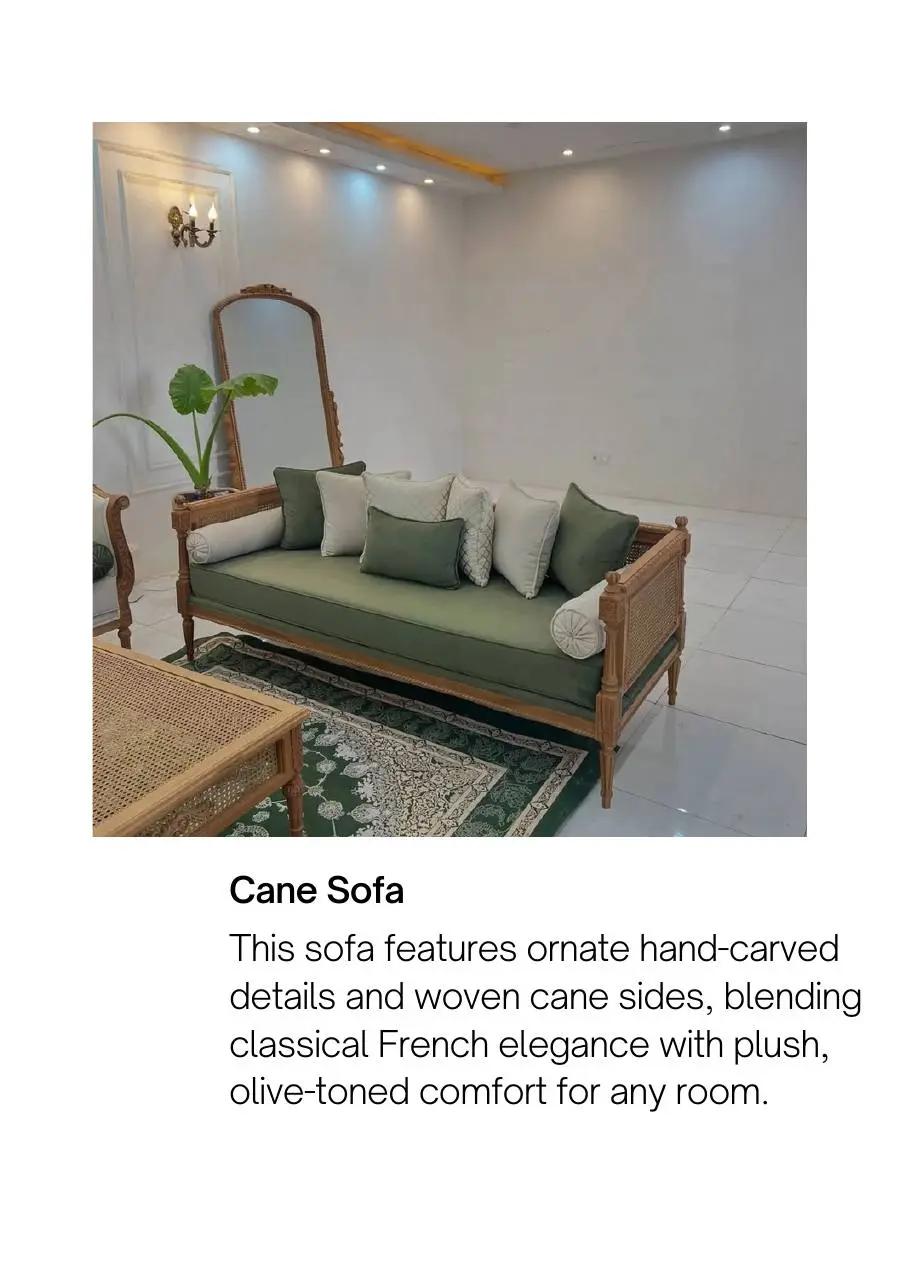 Cane Sofa
This sofa features ornate hand-carved
details and woven cane sides, blending
classical French elegance with plush,
olive-toned comfort for any room.